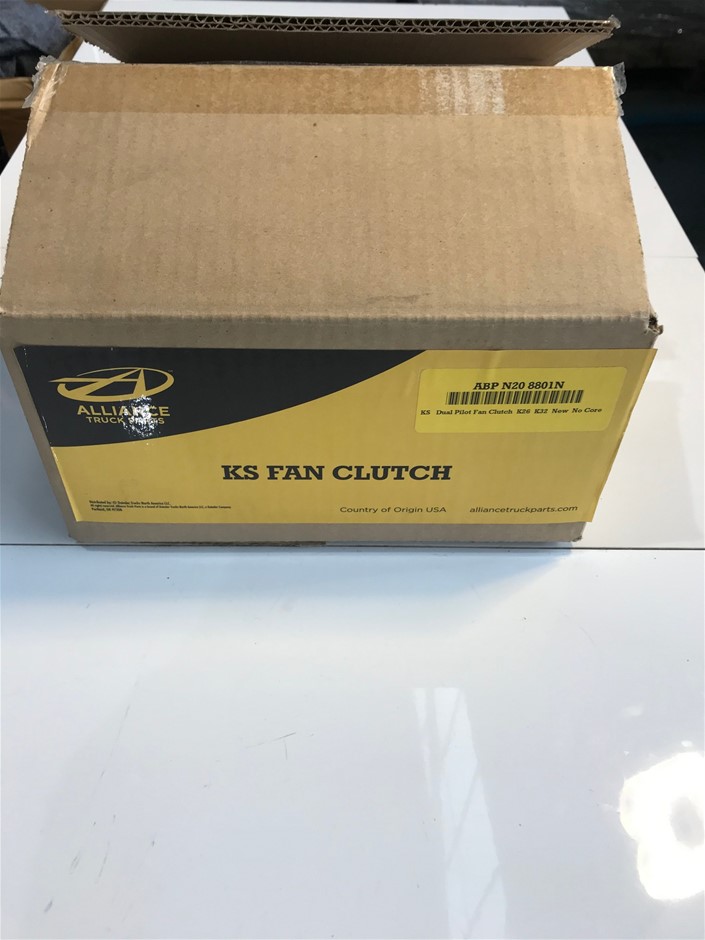 ALLIANCE
TRUCK PARTS
ABP N20 8801N
KS Dual Pilot Fan Clutch K26 K32 New No Core
KS FAN CLUTCH
Country of Origin USA
alliancetruckparts.com